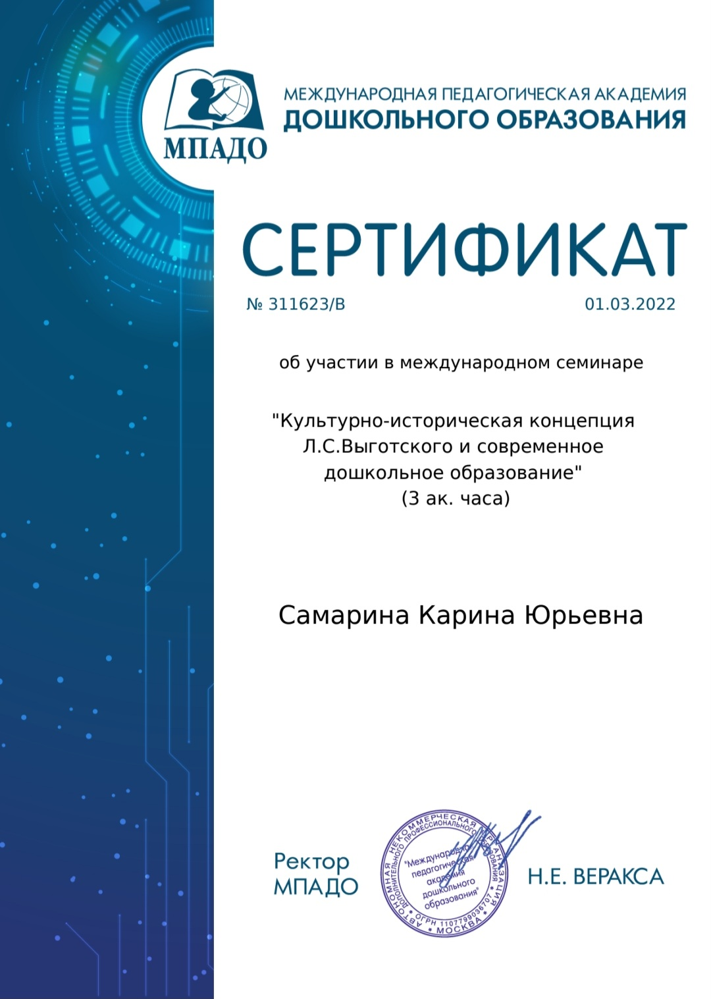 МПАДО
МЕЖДУНАРОДНАЯ ПЕДАГОГИЧЕСКАЯ АКАДЕМИЯ
ДОШКОЛЬНОГО ОБРАЗОВАНИЯ
СЕРТИФИКАТ
№ 311623/В 01.03.2022
об участии в международном семинаре
"Культурно-историческая концепция
Л.С.Выготского и современное
дошкольное образование"
(3 ак. часа)
Самарина Карина Юрьевна
Ректор
МПАДО
АВТОНОМНАЯ НЕКОММЕРЧЕСКАЯ ОРГАНИЗАЦИЯ * МОСКВА *
ДОПОЛНИТЕЛЬНОГО ПРОФЕССИОНАЛЬНОГО ОБРАЗОВАНИЯ * ОГРН 1107799036707 *
"Международная
педагогическая
академия
дошкольного
образования"
Н.Е. ВЕРАКСА